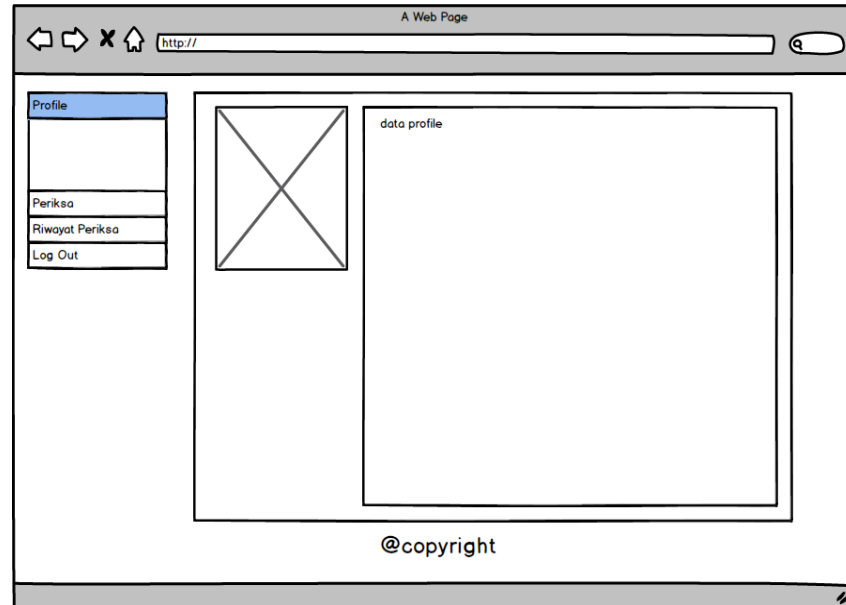 A Web Page
http://
Profile
Periksa
Riwayat Periksa
Log Out
data profile
@copyright